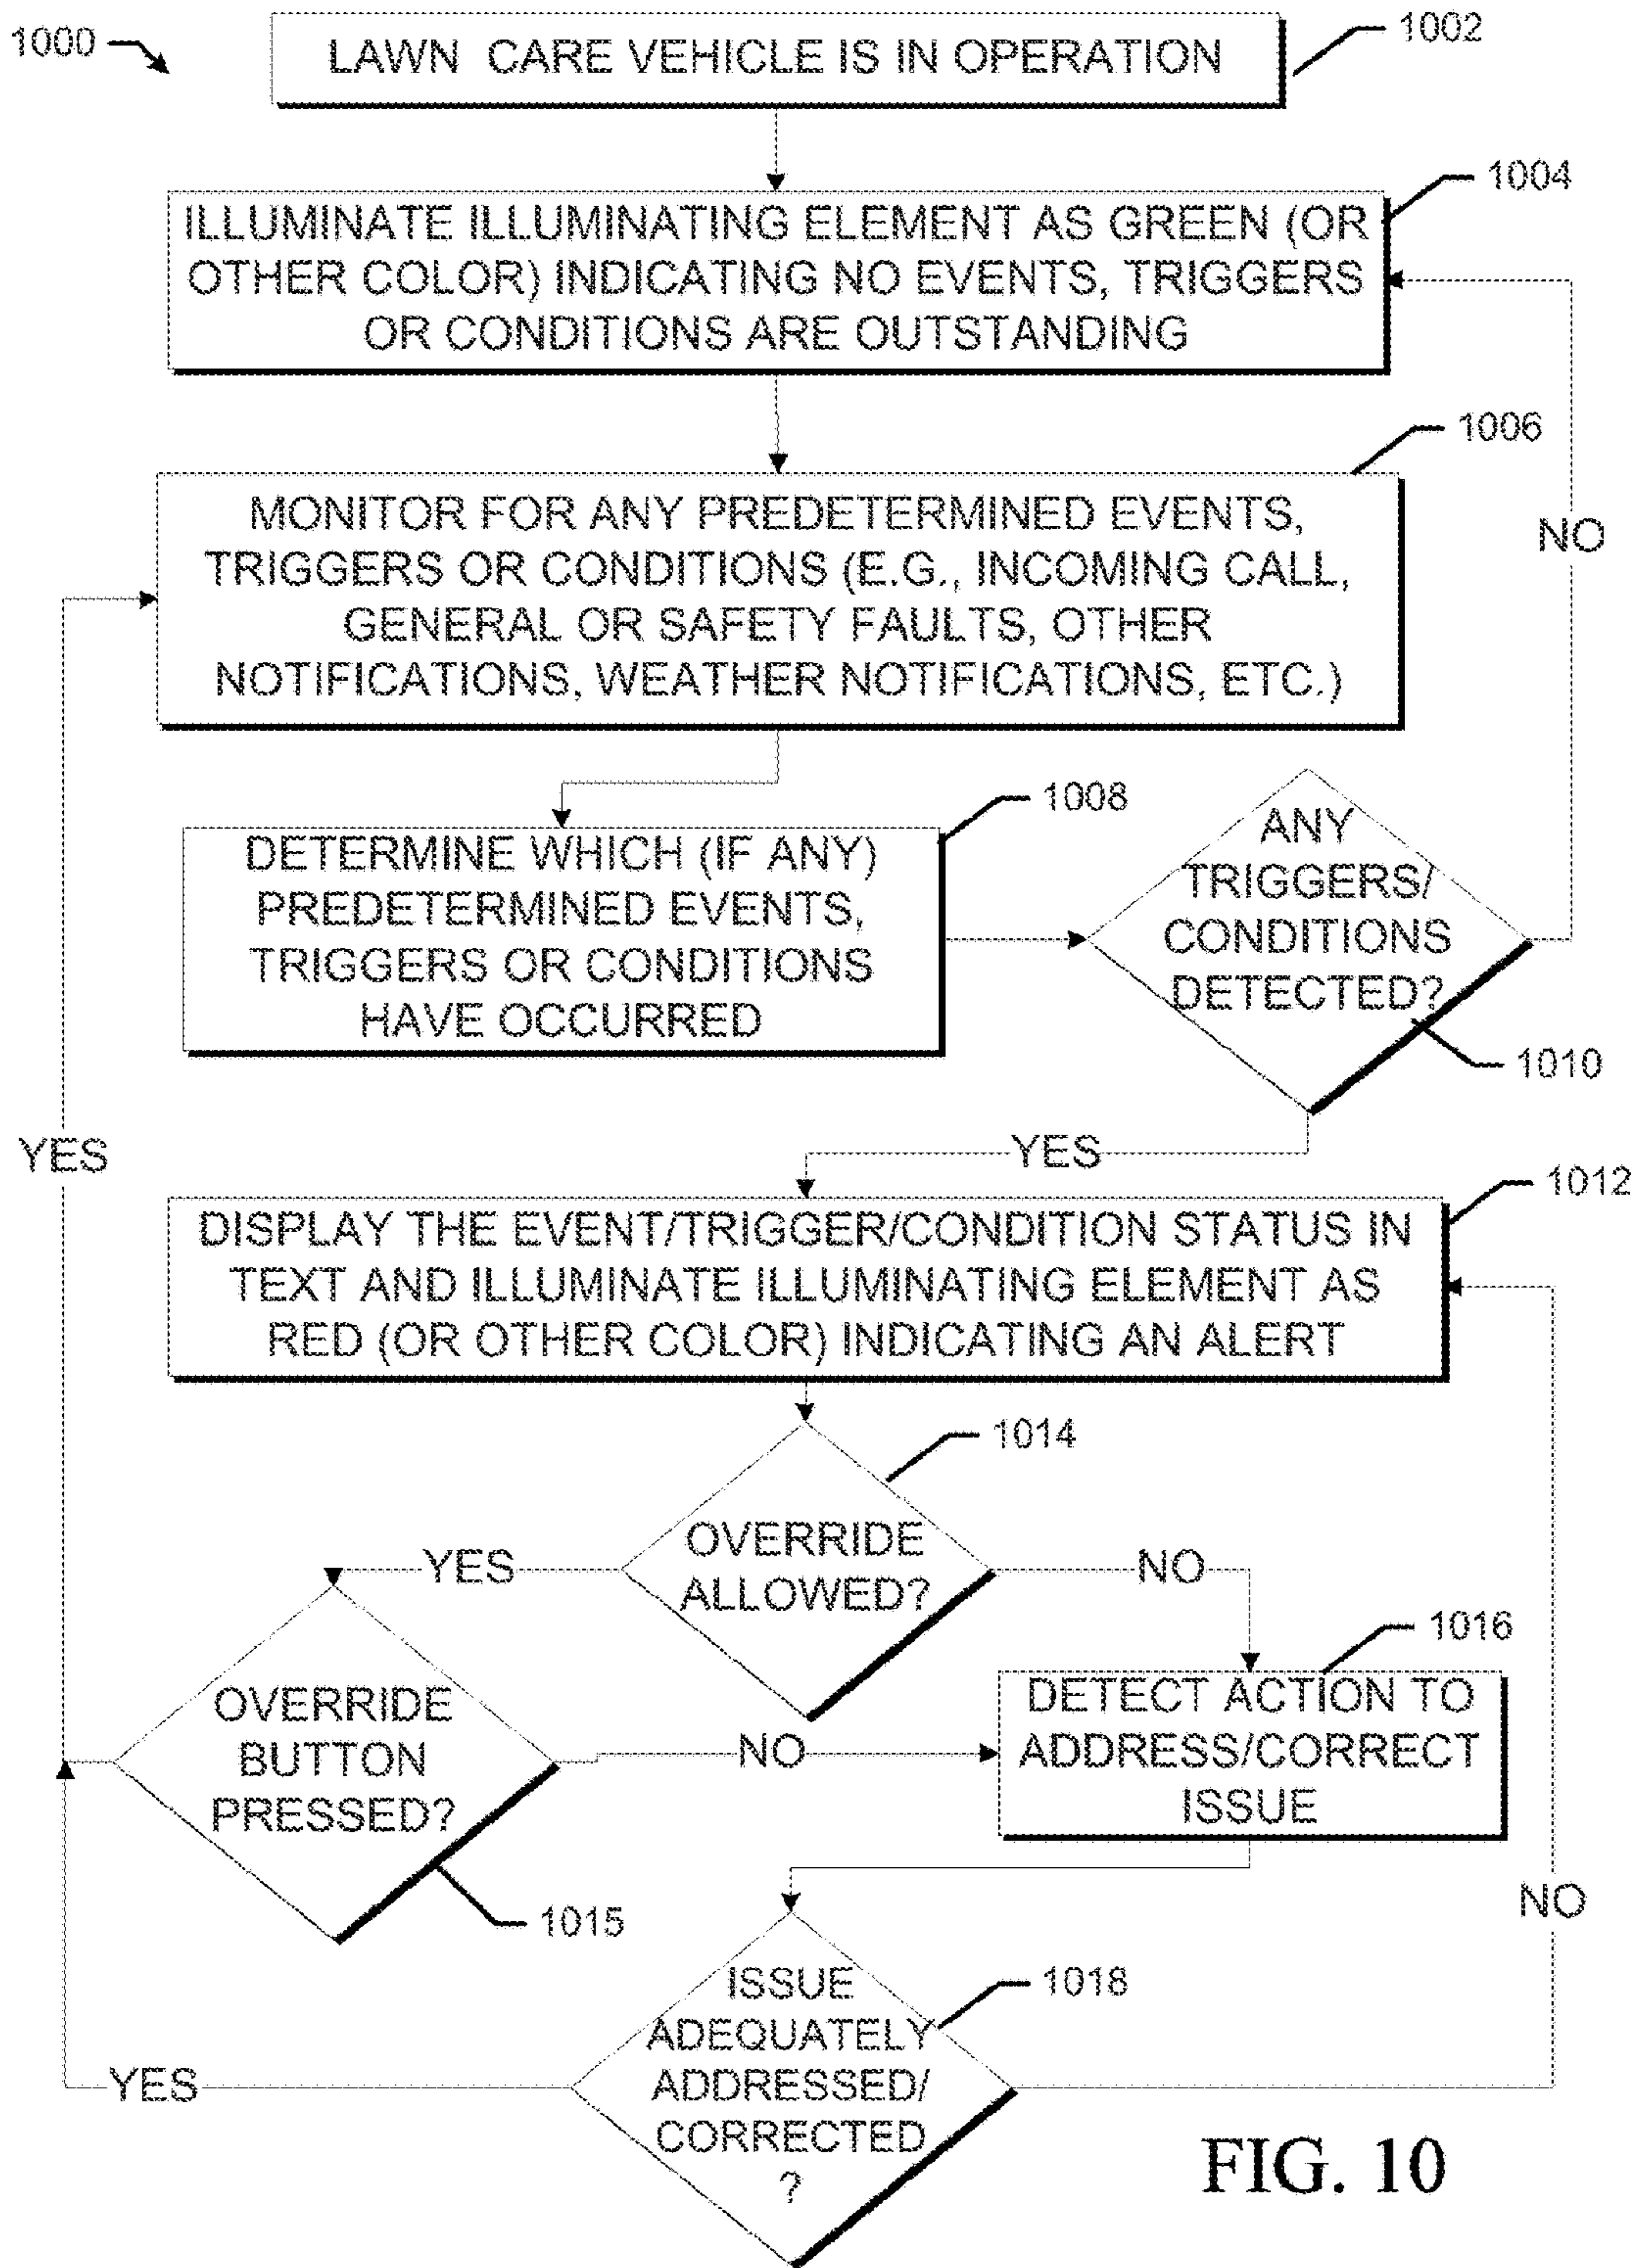 1000
LAWN CARE VEHICLE IS IN OPERATION
1002
1004
ILLUMINATE ILLUMINATING ELEMENT AS GREEN (OR
OTHER COLOR) INDICATING NO EVENTS, TRIGGERS
OR CONDITIONS ARE OUTSTANDING
1006
MONITOR FOR ANY PREDETERMINED EVENTS,
TRIGGERS OR CONDITIONS (E.G., INCOMING CALL,
GENERAL OR SAFETY FAULTS, OTHER
NOTIFICATIONS, WEATHER NOTIFICATIONS, ETC.)
NO
1008
DETERMINE WHICH (IF ANY)
PREDETERMINED EVENTS,
TRIGGERS OR CONDITIONS
HAVE OCCURRED
ANY
TRIGGERS/
CONDITIONS
DETECTED?
1010
YES
YES
1012
DISPLAY THE EVENT/TRIGGER/CONDITION STATUS IN
TEXT AND ILLUMINATE ILLUMINATING ELEMENT AS
RED (OR OTHER COLOR) INDICATING AN ALERT
1014
OVERRIDE
ALLOWED?
YES
NO
1016
DETECT ACTION TO
ADDRESS/CORRECT
ISSUE
OVERRIDE
BUTTON
PRESSED?
NO
1015
NO
1018
ISSUE
ADEQUATELY
ADDRESSED/
CORRECTED
?
YES
FIG. 10